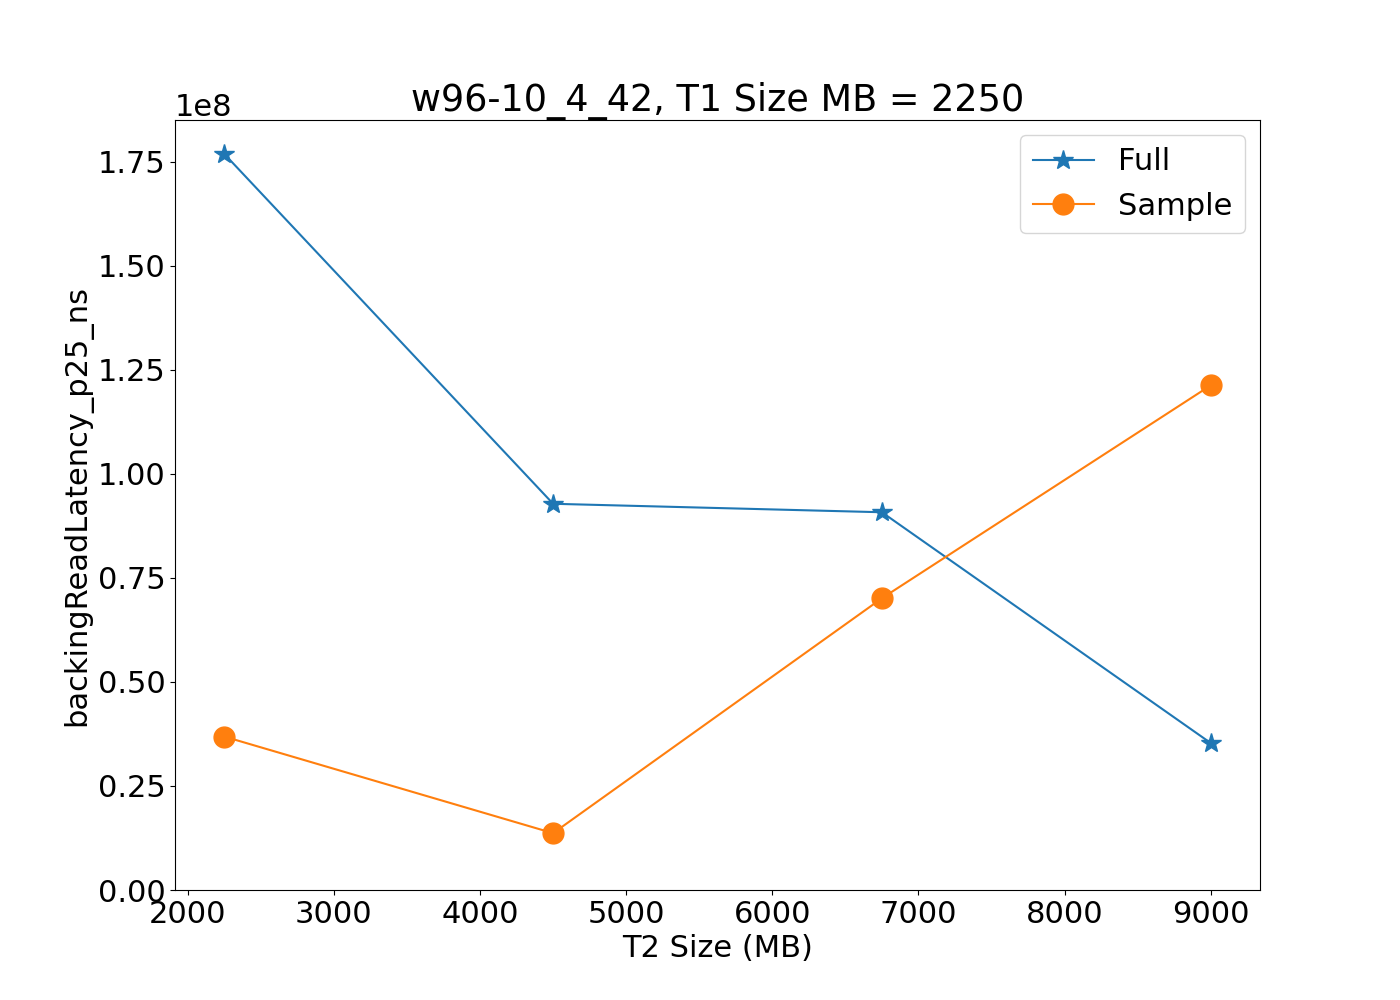 w96-10_4_42, T1 Size MB = 2250
1e8
Full
Sample
1.75
1.50
1.25
1.00
0.75
0.50
0.25
0.00
backingReadLatency_p25_ns
2000 3000 4000 5000 6000 7000 8000 9000
T2 Size (MB)